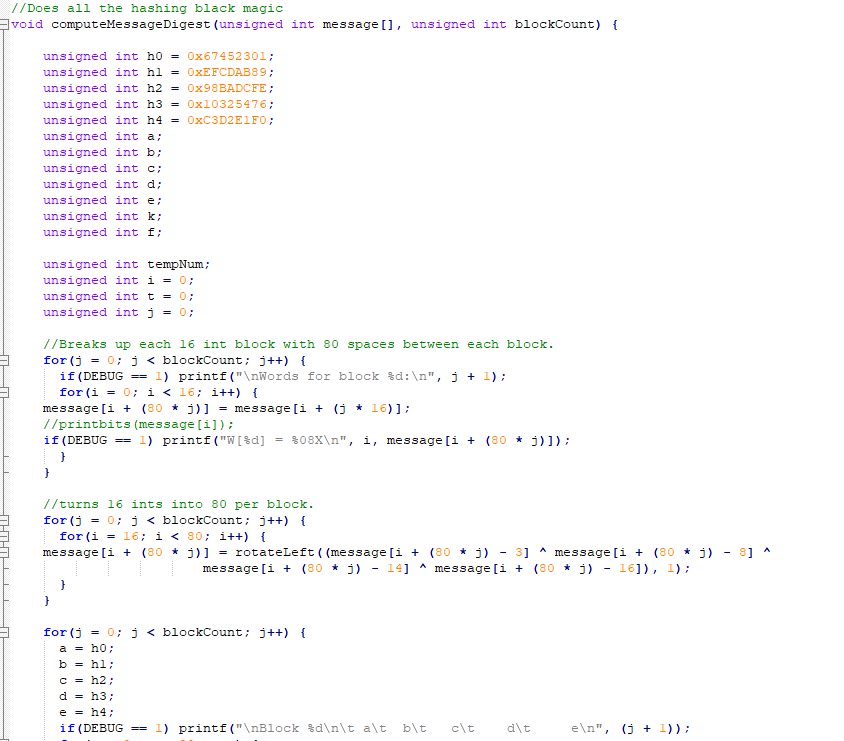 //Does all the hashing black magic
void computeMessageDigest(unsigned int message[], unsigned int blockCount) {
unsigned int h0 = 0x67452301;
unsigned int h1 = 0xEFCDAB89;
unsigned int h2 = 0x98BADCFE;
unsigned int h3 = 0x10325476;
unsigned int h4 = 0xC3D2E1F0;
unsigned int a;
unsigned int b;
unsigned int c;
unsigned int d;
unsigned int e;
unsigned int k;
unsigned int f;
unsigned int tempNum;
unsigned int i = 0;
unsigned int t = 0;
unsigned int j = 0;
//Breaks up each 16 int block with 80 spaces between each block.
for(j = 0; j < blockCount; j++) {
if(DEBUG == 1) printf("\nWords for block %d:\n", j + 1);
for(i = 0; i < 16; i++) {
message[i + (80 * j)] = message[i + (j * 16)];
//printbits(message[i]);
if(DEBUG == 1) printf("W[%d] = %08X\n", i, message[i + (80 * j)]);
}
}
//turns 16 ints into 80 per block.
for(j = 0; j < blockCount; j++) {
for(i = 16; i < 80; i++) {
message[i + (80 * j)] = rotateLeft((message[i + (80 * j) - 3] ^ message[i + (80 * j) - 8] ^
message[i + (80 * j) - 14] ^ message[i + (80 * j) - 16]), 1);
}
}
for(j = 0; j < blockCount; j++) {
a = h0;
b = h1;
c = h2;
d = h3;
e = h4;
if(DEBUG == 1) printf("\nBlock %d\n\t a\t  b\t   c\t    d\t     e\n", (j + 1));